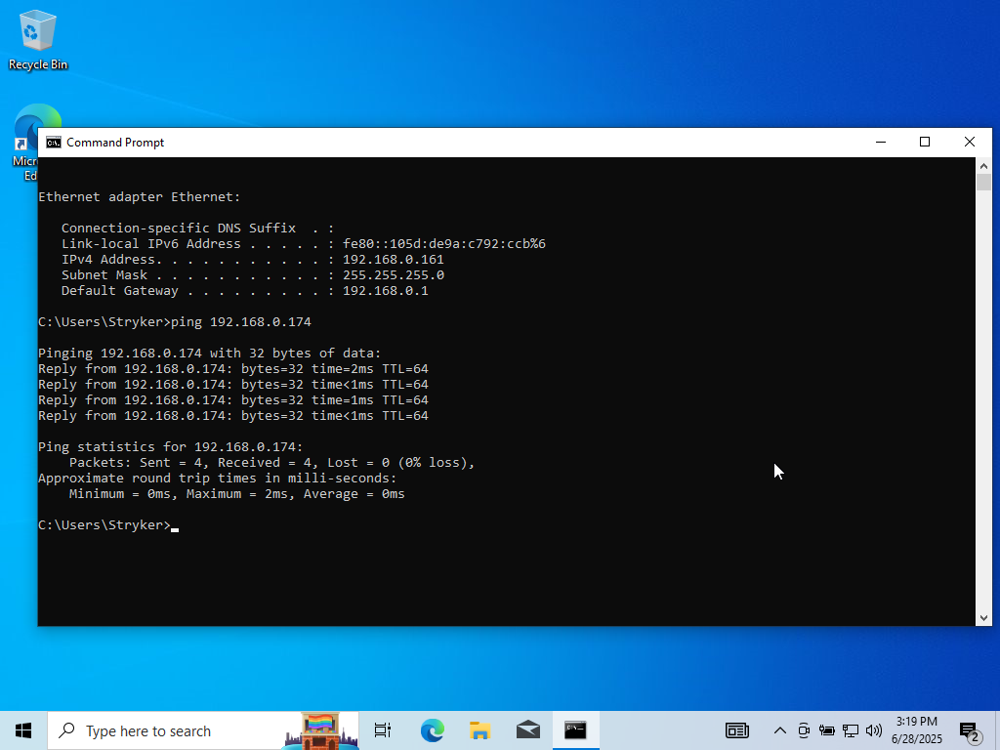 Recycle Bin
Micr
Ed
Command Prompt
Ethernet adapter Ethernet:
Connection-specific DNS Suffix  . :
Link-local IPv6 Address . . . . . : fe80::105d:de9a:c792:ccb%6
IPv4 Address. . . . . . . . . . . : 192.168.0.161
Subnet Mask . . . . . . . . . . . : 255.255.255.0
Default Gateway . . . . . . . . . : 192.168.0.1
C:\Users\Stryker>ping 192.168.0.174
Pinging 192.168.0.174 with 32 bytes of data:
Reply from 192.168.0.174: bytes=32 time=2ms TTL=64
Reply from 192.168.0.174: bytes=32 time<1ms TTL=64
Reply from 192.168.0.174: bytes=32 time=1ms TTL=64
Reply from 192.168.0.174: bytes=32 time<1ms TTL=64
Ping statistics for 192.168.0.174:
Packets: Sent = 4, Received = 4, Lost = 0 (0% loss),
Approximate round trip times in milli-seconds:
Minimum = 0ms, Maximum = 2ms, Average = 0ms
C:\Users\Stryker>
Type here to search
3:19 PM
6/28/2025
2